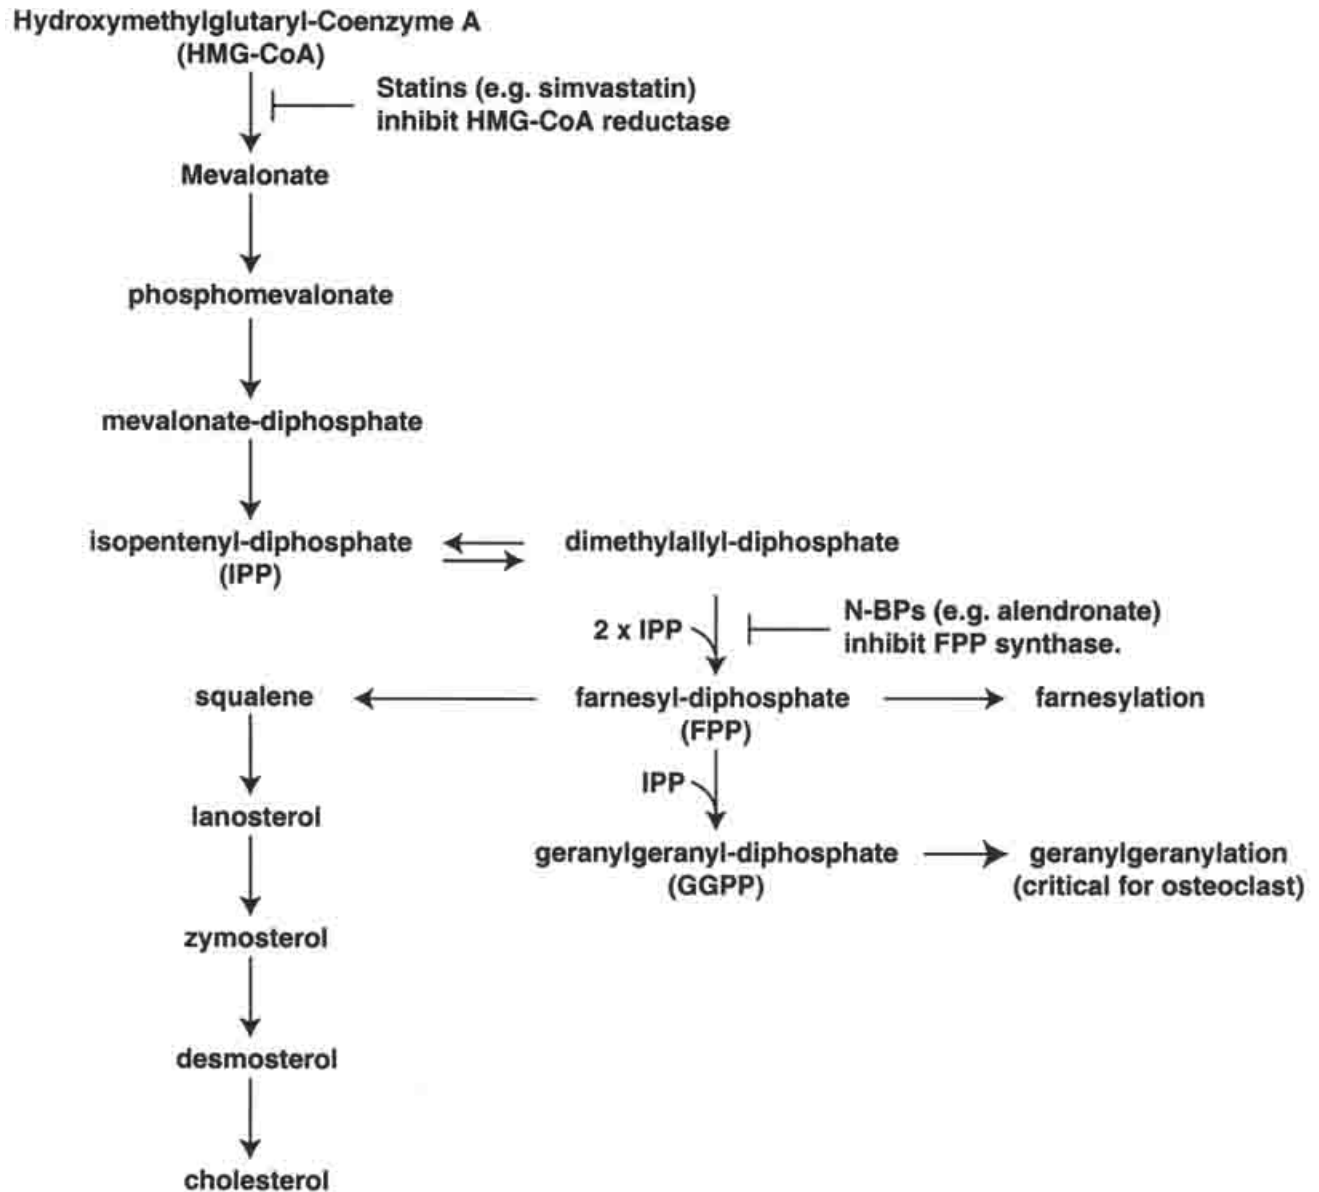 Hydroxymethylglutaryl-Coenzyme A
(HMG-CoA)
Statins (e.g. simvastatin)
inhibit HMG-CoA reductase
Mevalonate
phosphomevalonate
mevalonate-diphosphate
isopentenyl-diphosphate
(IPP)
dimethylallyl-diphosphate
2 x IPP
N-BPs (e.g. alendronate)
inhibit FPP synthase.
squalene
farnesyl-diphosphate
(FPP)
farnesylation
IPP
lanosterol
geranylgeranyl-diphosphate
(GGPP)
geranylgeranylation
(critical for osteoclast)
zymosterol
desmosterol
cholesterol